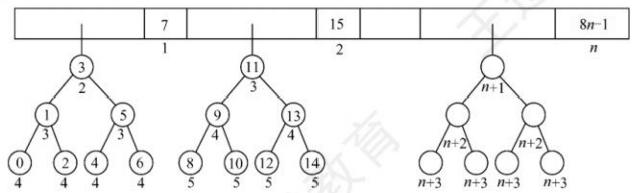 7 15 8n−1
1 2 n
3 11
2 3 n+1
1 5 9 13
3 3 4 4 n+2 n+2
0 2 4 6 8 10 12 14
4 4 4 4 5 5 5 5 n+3 n+3 n+3 n+3
教育